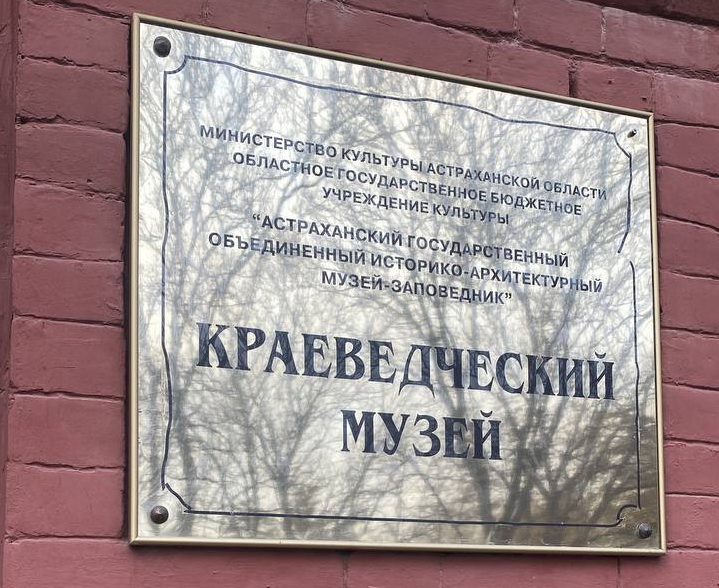 МИНИСТЕРСТВО КУЛЬТУРЫ АСТРАХАНСКОЙ ОБЛАСТИ
ОБЛАСТНОЕ ГОСУДАРСТВЕННОЕ БЮДЖЕТНОЕ
УЧРЕЖДЕНИЕ КУЛЬТУРЫ
“АСТРАХАНСКИЙ ГОСУДАРСТВЕННЫЙ
ОБЪЕДИНЕННЫЙ ИСТОРИКО-АРХИТЕКТУРНЫЙ
МУЗЕЙ-ЗАПОВЕДНИК”
КРАЕВЕДЧЕСКИЙ
МУЗЕЙ